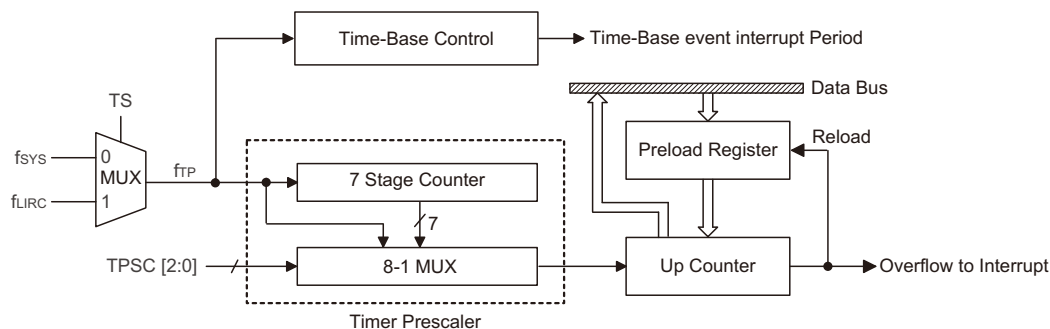 Time-Base Control
Time-Base event interrupt Period
Data Bus
TS
Preload Register
Reload
fSYS
0
MUX
fTP
fLIRC
1
7 Stage Counter
7
TPSC [2:0]
8-1 MUX
Up Counter
Overflow to Interrupt
Timer Prescaler